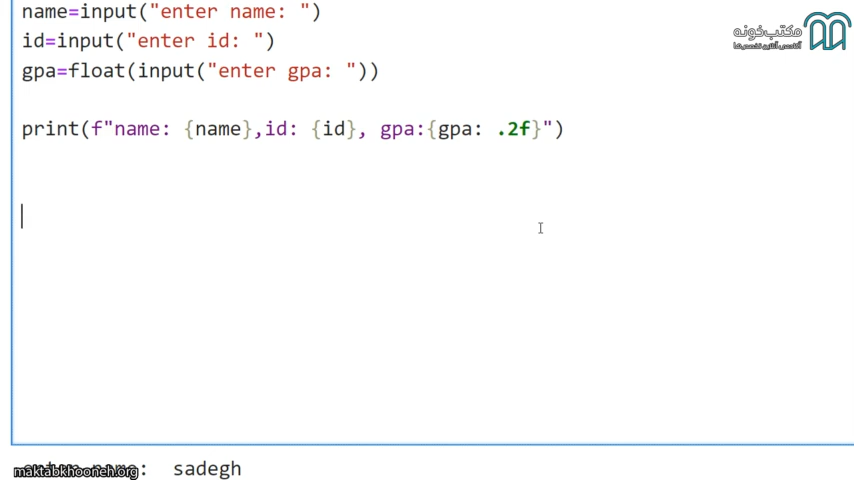 name=input("enter name: ")
مکتب‌خونه
id=input("enter id: ")
gpa=float(input("enter gpa: "))
print(f"name: {name},id: {id}, gpa:{gpa: .2f}")
maktabkhooneh.org : sadegh